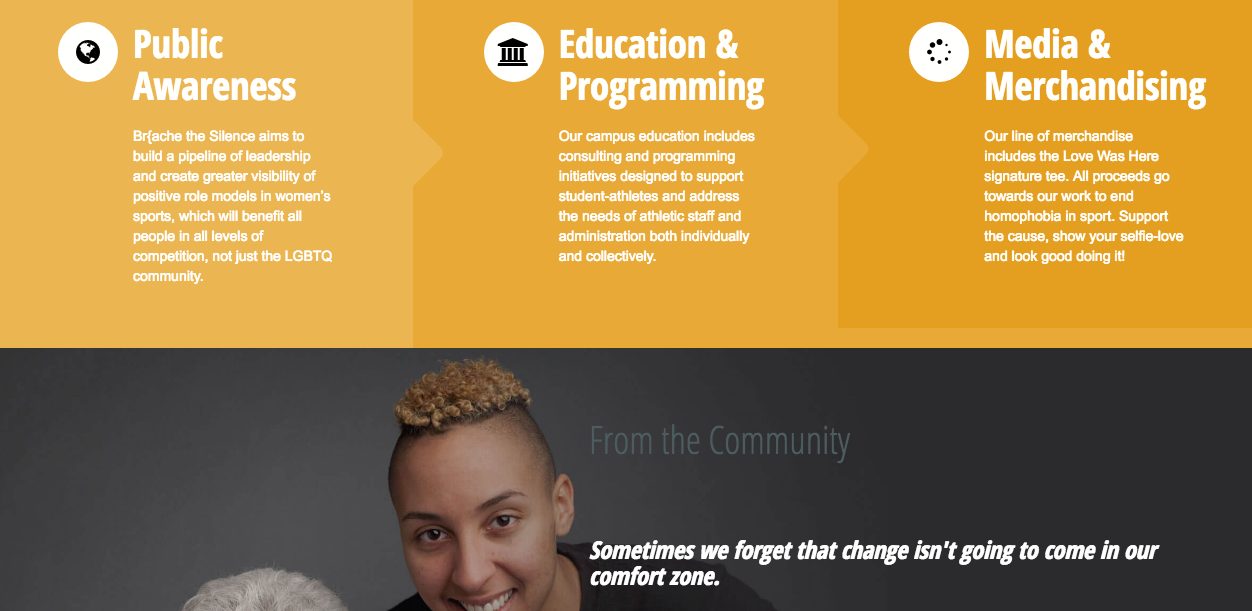 Public
Awareness
Br{ache the Silence aims to
build a pipeline of leadership
and create greater visibility of
positive role models in women's
sports, which will benefit all
people in all levels of
competition, not just the LGBTQ
community.
Education &
Programming
Our campus education includes
consulting and programming
initiatives designed to support
student-athletes and address
the needs of athletic staff and
administration both individually
and collectively.
Media &
Merchandising
Our line of merchandise
includes the Love Was Here
signature tee. All proceeds go
towards our work to end
homophobia in sport. Support
the cause, show your selfie-love
and look good doing it!
From the Community
Sometimes we forget that change isn't going to come in our
comfort zone.